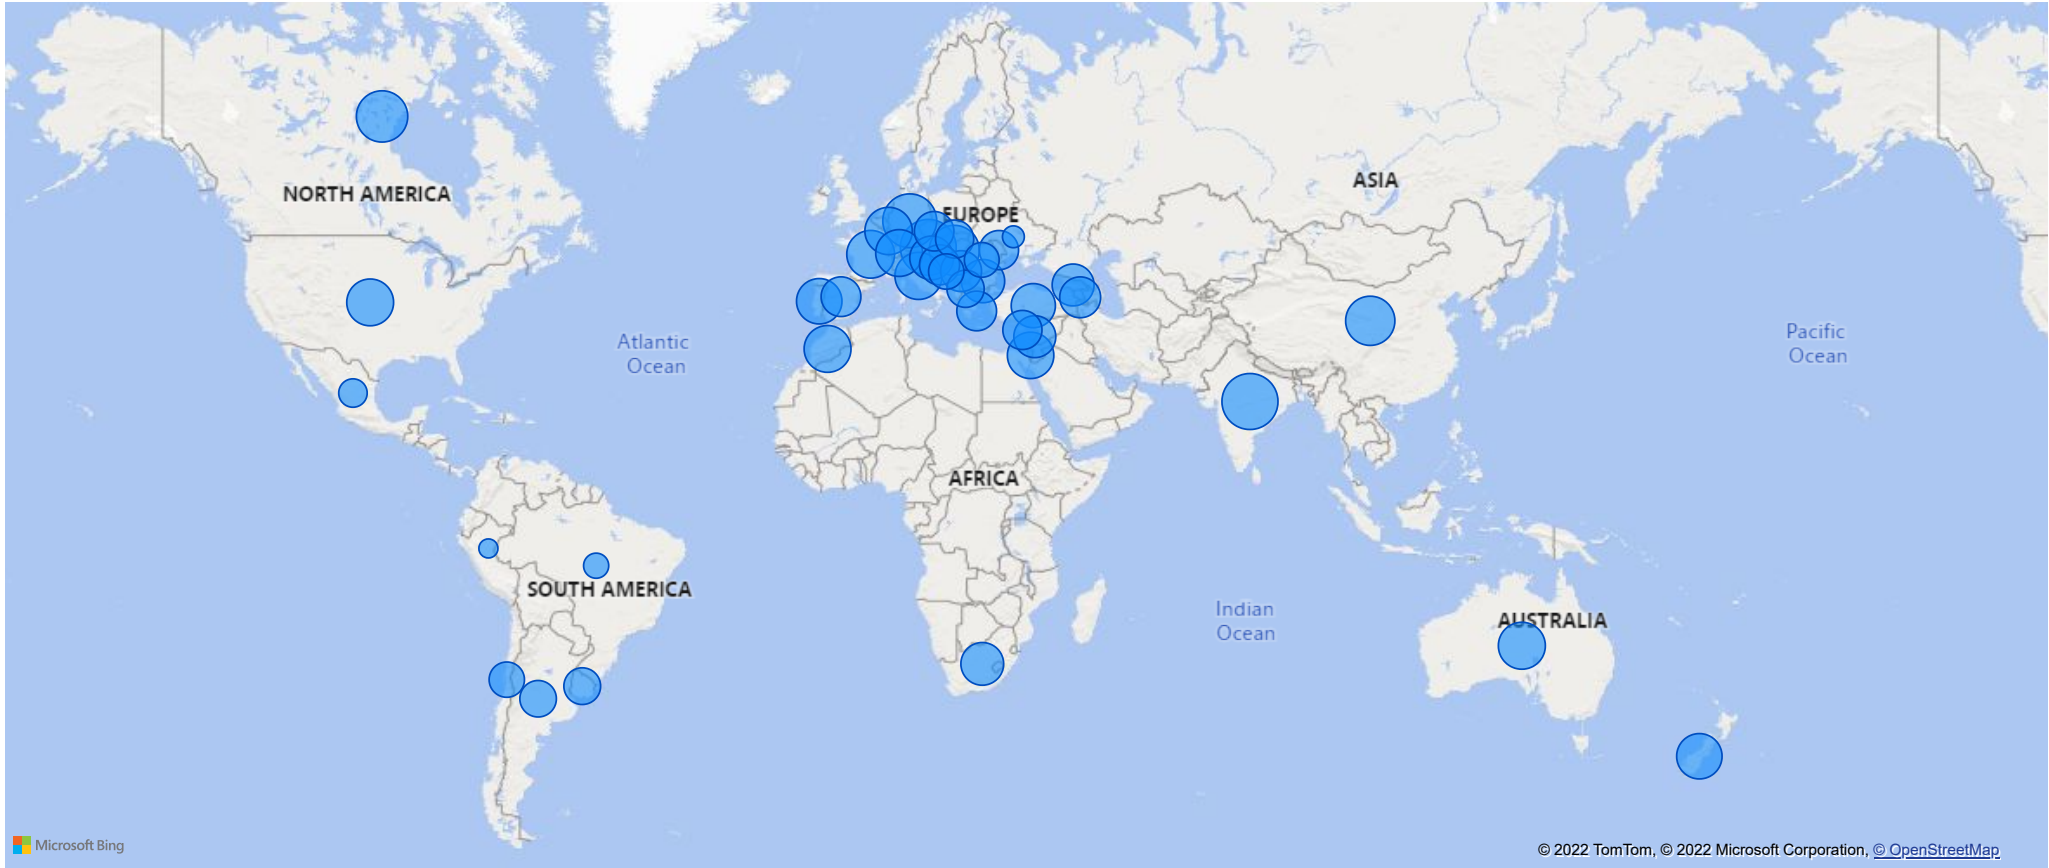 NORTH AMERICA
ASIA
EUROPE
Atlantic
Ocean
Pacific
Ocean
AFRICA
SOUTH AMERICA
Indian
Ocean
AUSTRALIA
Microsoft Bing
© 2022 TomTom, © 2022 Microsoft Corporation, © OpenStreetMap